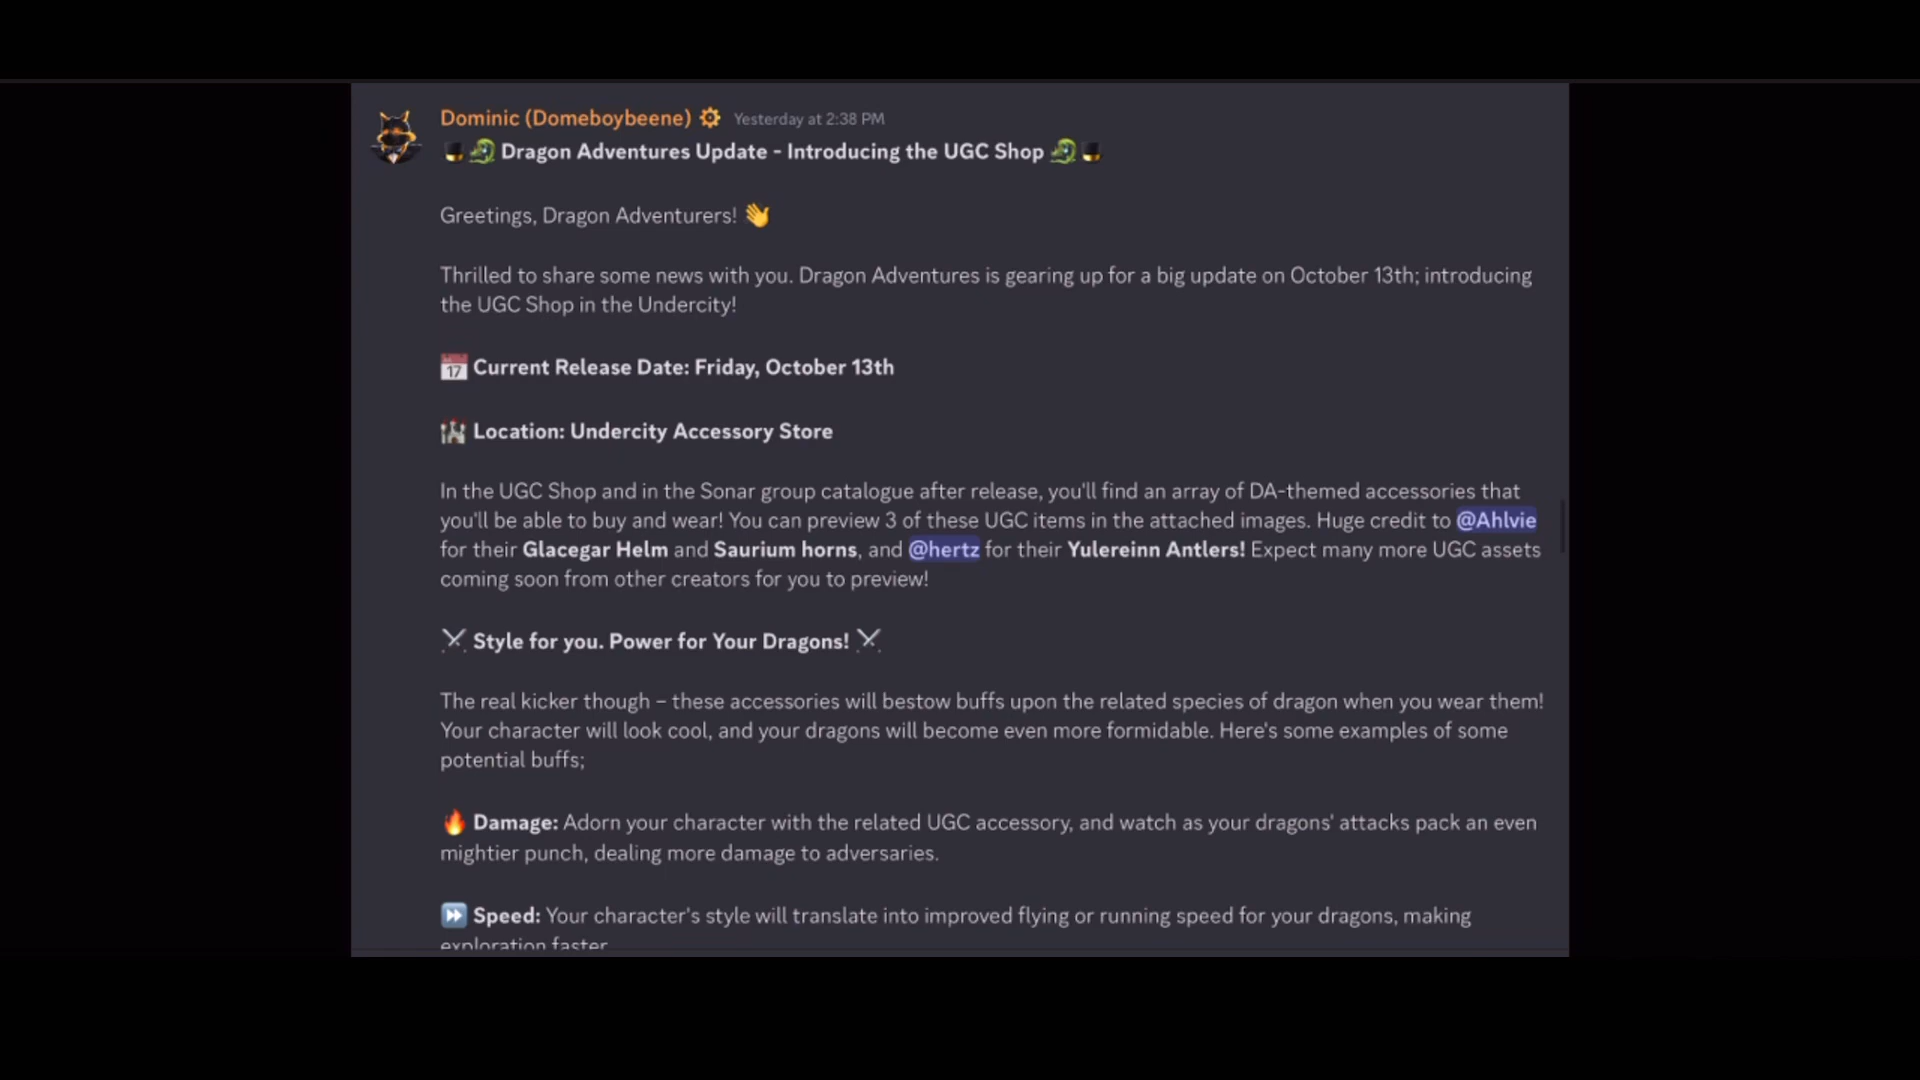 Dominic (Domeboybeene) Yesterday at 2:38 PM
🎩🐲 Dragon Adventures Update - Introducing the UGC Shop 🐲🎩
Greetings, Dragon Adventurers! 👋
Thrilled to share some news with you. Dragon Adventures is gearing up for a big update on October 13th; introducing
the UGC Shop in the Undercity!
📅 Current Release Date: Friday, October 13th
🏰 Location: Undercity Accessory Store
In the UGC Shop and in the Sonar group catalogue after release, you'll find an array of DA-themed accessories that
you'll be able to buy and wear! You can preview 3 of these UGC items in the attached images. Huge credit to @Ahlvie
for their Glacegar Helm and Saurium horns, and @hertz for their Yulereinn Antlers! Expect many more UGC assets
coming soon from other creators for you to preview!
⚔️ Style for you. Power for Your Dragons! ⚔️
The real kicker though – these accessories will bestow buffs upon the related species of dragon when you wear them!
Your character will look cool, and your dragons will become even more formidable. Here's some examples of some
potential buffs;
🔥 Damage: Adorn your character with the related UGC accessory, and watch as your dragons' attacks pack an even
mightier punch, dealing more damage to adversaries.
⏩ Speed: Your character's style will translate into improved flying or running speed for your dragons, making
exploration faster